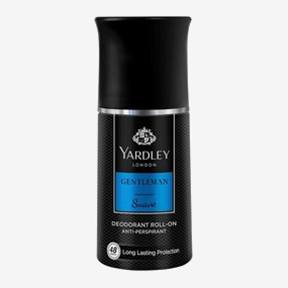 YARDLEY
LONDON
GENTLEMAN
Suave
DEODORANT ROLL-ON
ANTI-PERSPIRANT
48
Long Lasting Protection